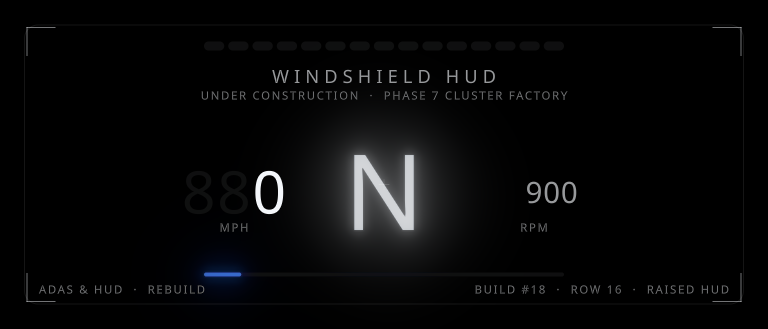 WINDSHIELD HUD
UNDER CONSTRUCTION · PHASE 7 CLUSTER FACTORY
880
MPH
N
900
RPM
ADAS & HUD · REBUILD
BUILD #18 · ROW 16 · RAISED HUD